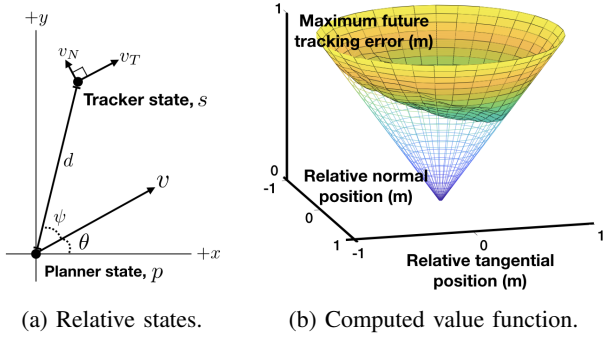 +y
v_N
v_T
Tracker state, s
d
v
ψ
θ
+x
Planner state, p
(a) Relative states.
1
Maximum future
tracking error (m)
0
-1
Relative normal
position (m)
0
1
-1
0
1
Relative tangential
position (m)
(b) Computed value function.